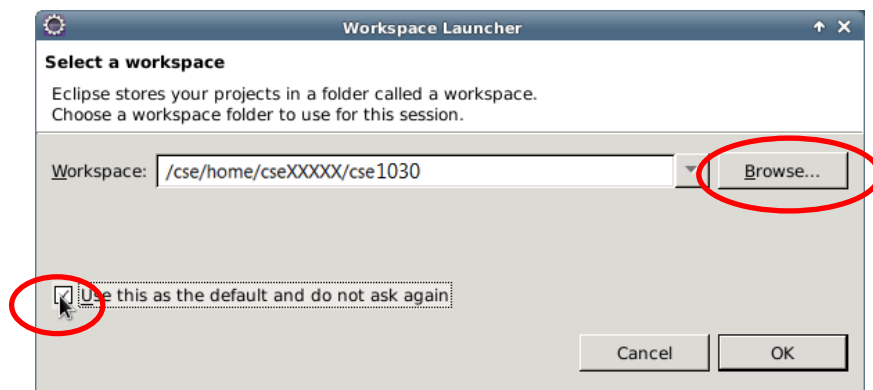 Workspace Launcher
Select a workspace
Eclipse stores your projects in a folder called a workspace.
Choose a workspace folder to use for this session.
Workspace: /cse/home/cseXXXXX/cse1030 Browse...
Use this as the default and do not ask again
Cancel OK